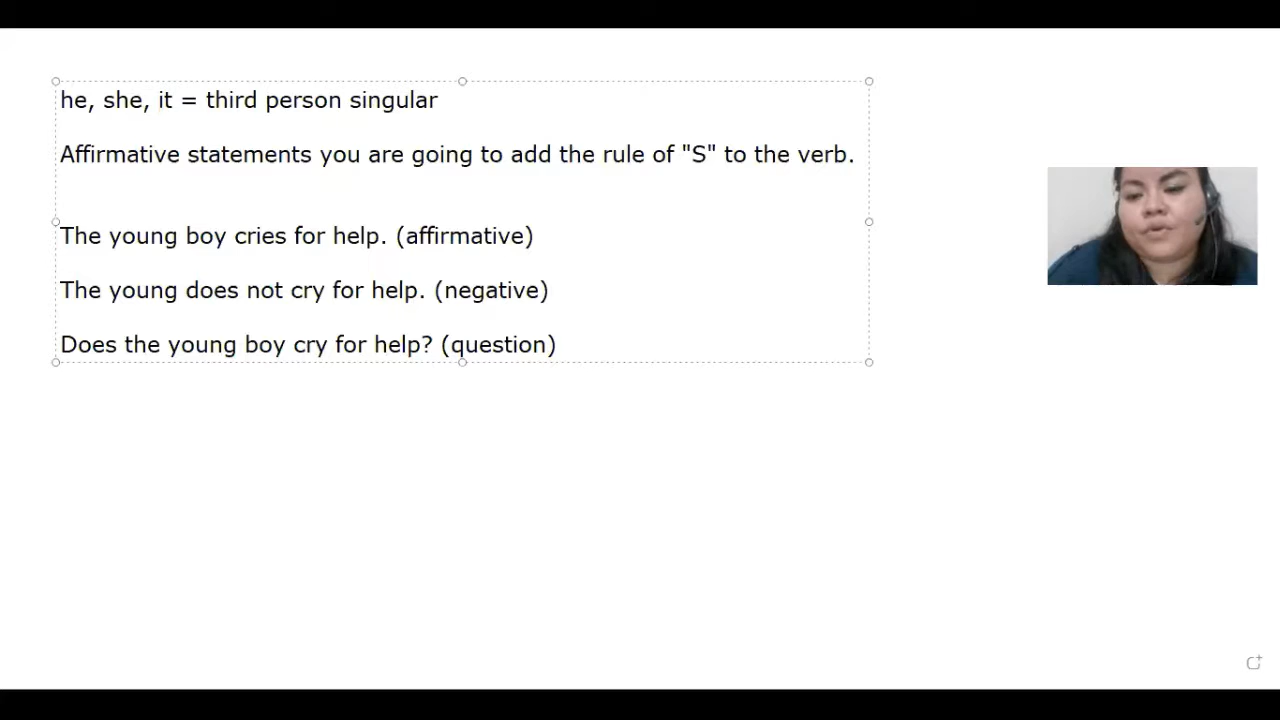 he, she, it = third person singular
Affirmative statements you are going to add the rule of "S" to the verb.
The young boy cries for help. (affirmative)
The young does not cry for help. (negative)
Does the young boy cry for help? (question)